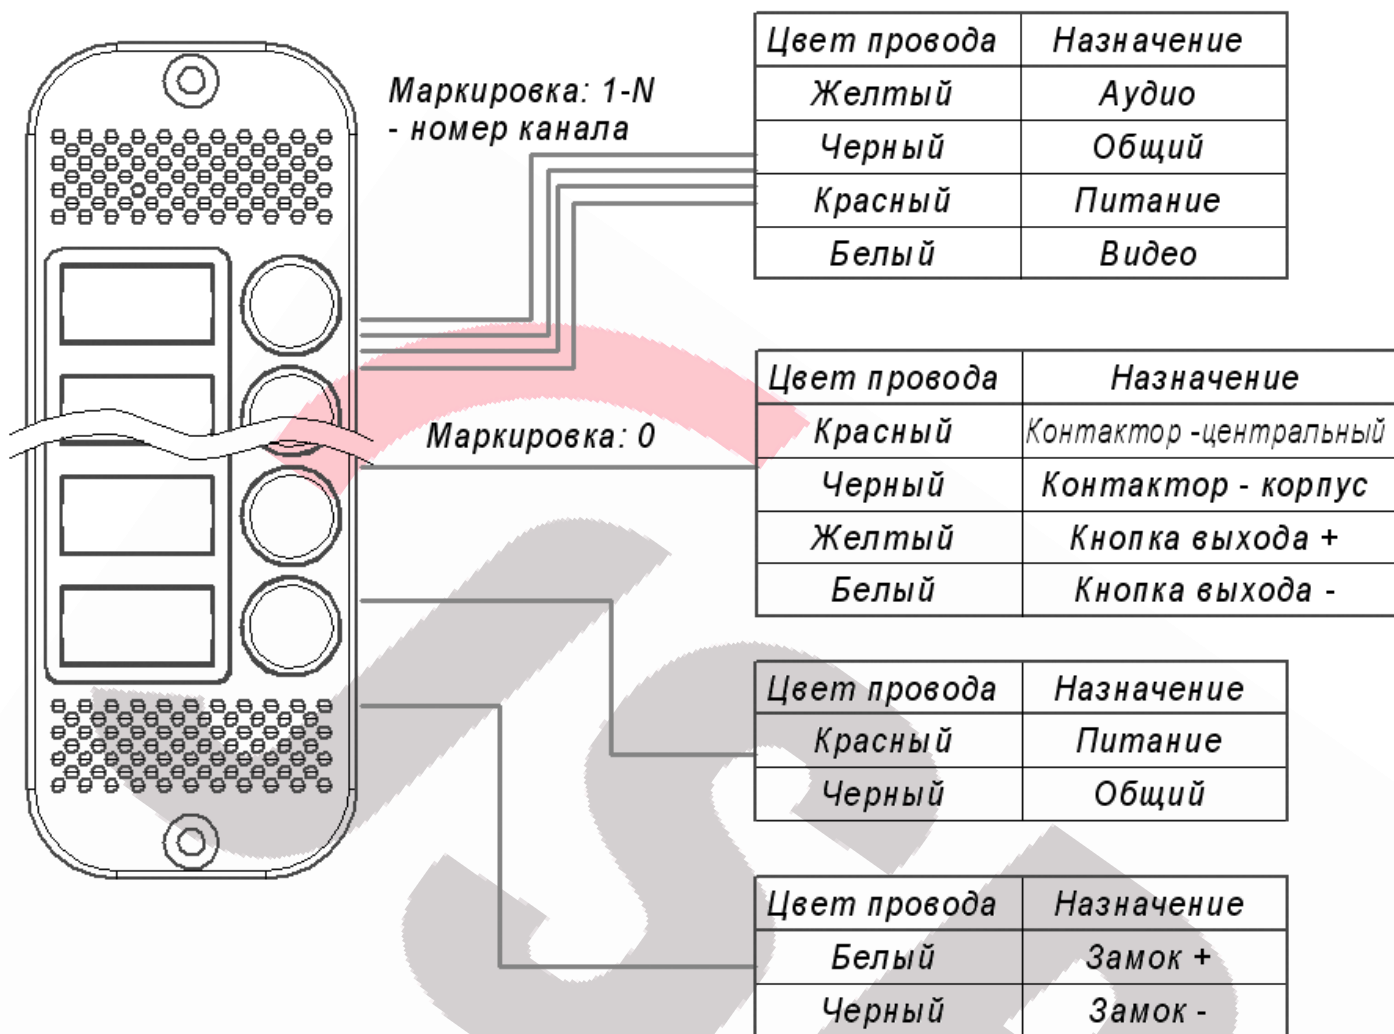 Маркировка: 1-N
- номер канала
Цвет провода Назначение
Желтый Аудио
Черный Общий
Красный Питание
Белый Видео
Маркировка: 0
Цвет провода Назначение
Красный Контактор -центральный
Черный Контактор - корпус
Желтый Кнопка выхода +
Белый Кнопка выхода -
Цвет провода Назначение
Красный Питание
Черный Общий
Цвет провода Назначение
Белый Замок +
Черный Замок -